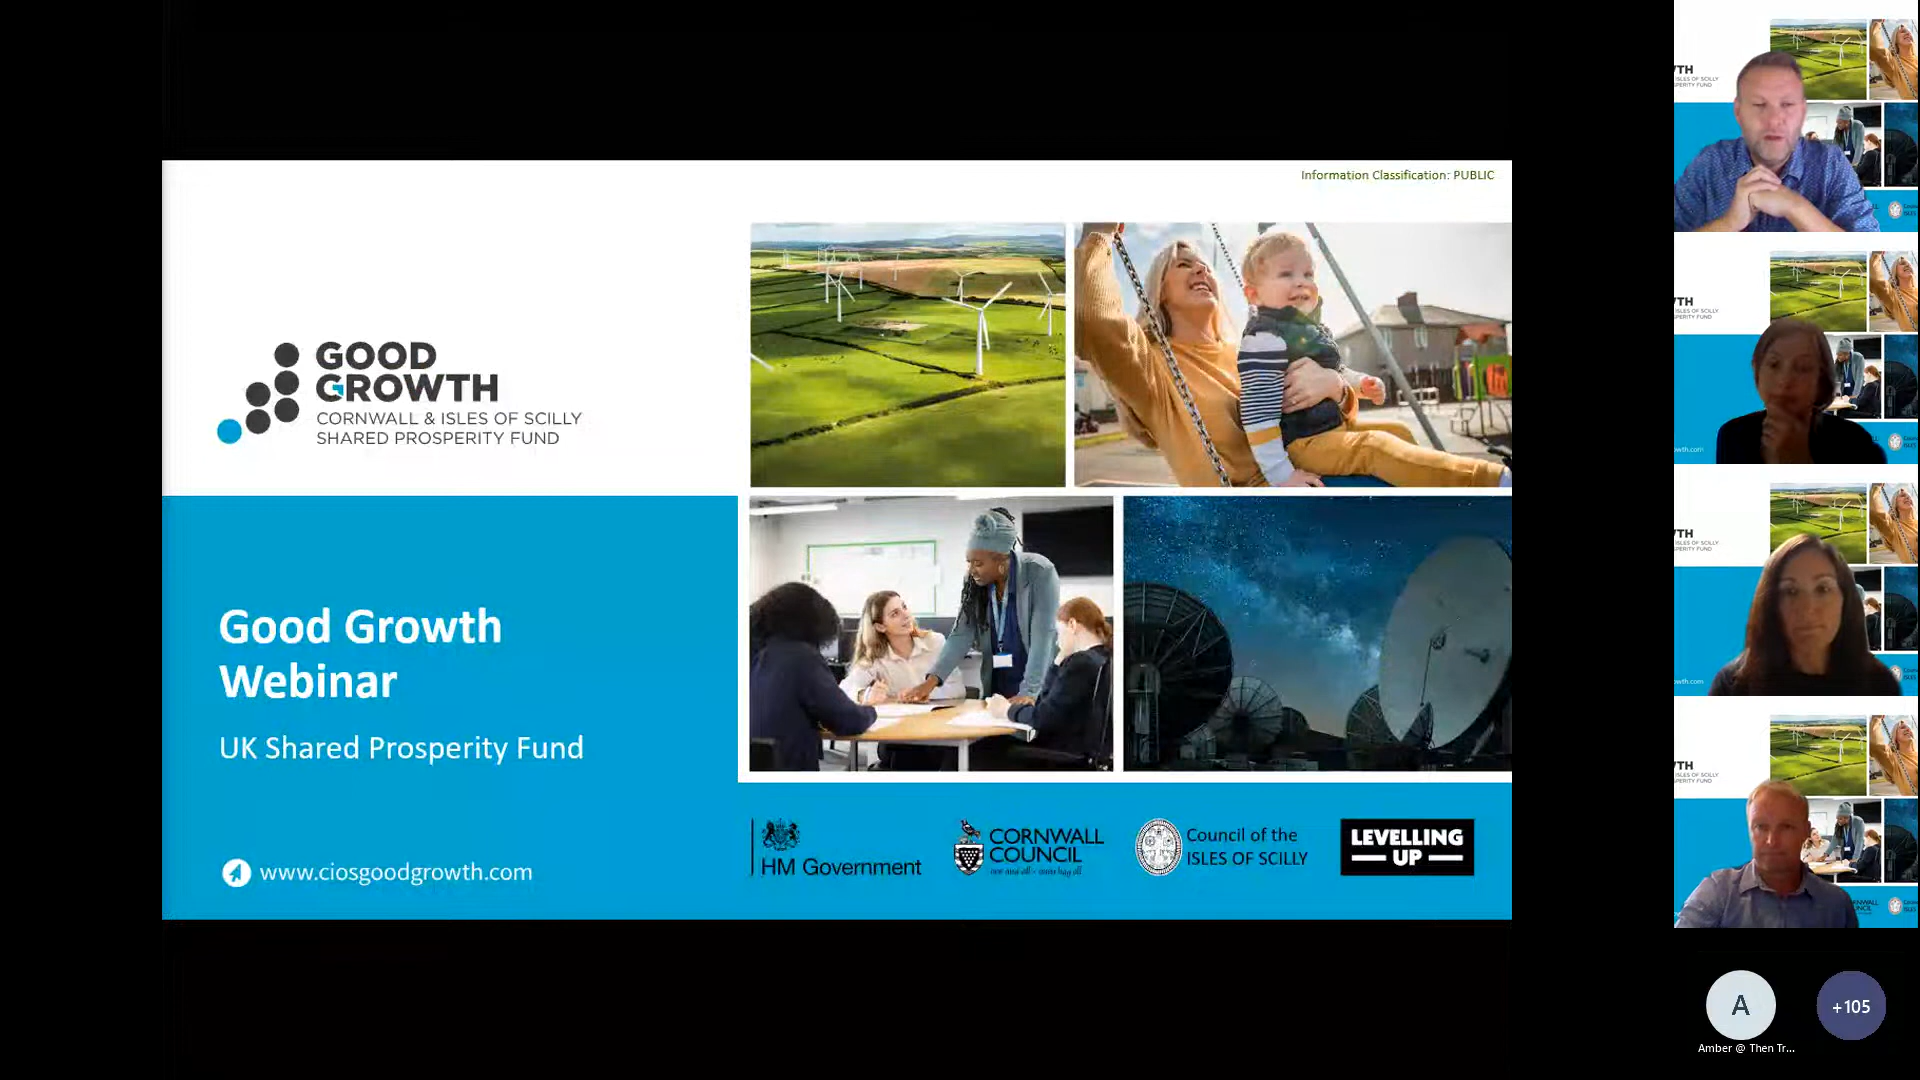 Information Classification: PUBLIC
GOOD
GROWTH
CORNWALL & ISLES OF SCILLY
SHARED PROSPERITY FUND
Good Growth
Webinar
UK Shared Prosperity Fund
www.ciosgoodgrowth.com
HM Government
CORNWALL
COUNCIL
Council of the
ISLES OF SCILLY
LEVELLING
UP
A
+105
Amber @ Then Tr...